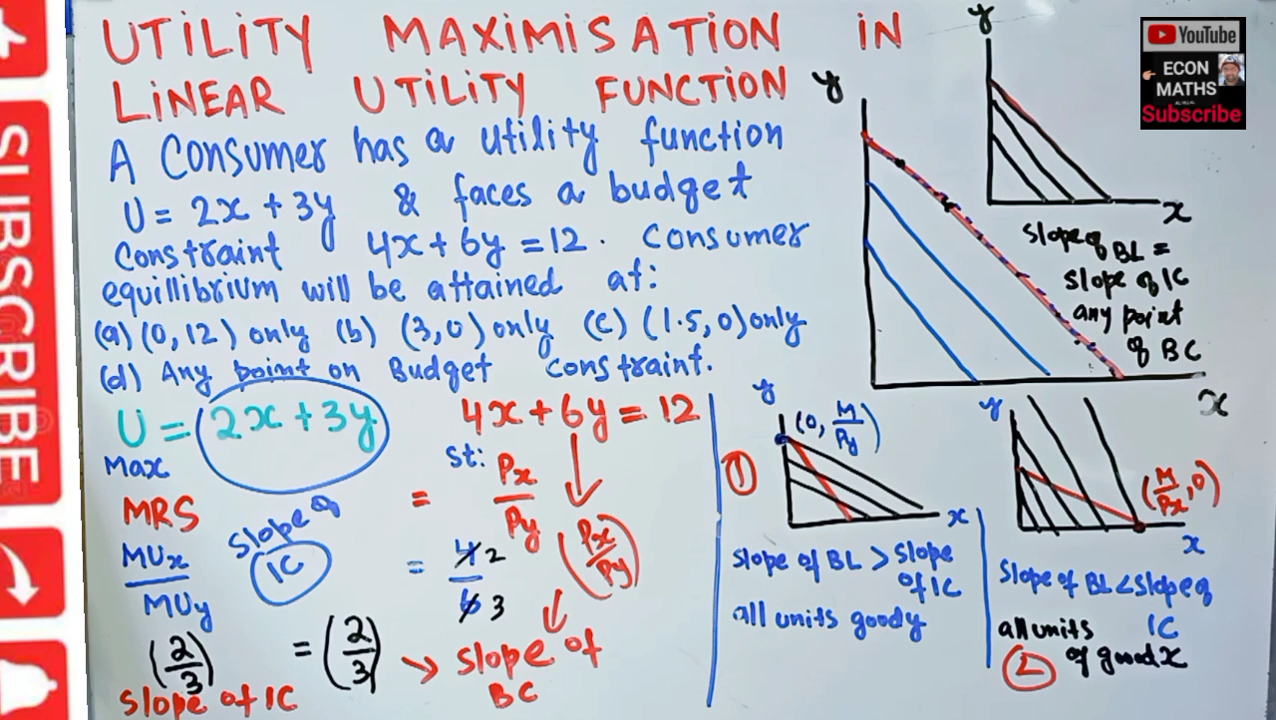 UTILITY MAXIMISATION IN
LINEAR UTILITY FUNCTION
A Consumer has a utility function
U = 2x + 3y & faces a budget
Constraint 4x + 6y = 12. Consumer
equillibrium will be attained at:
(a) (0, 12) only (b) (3, 0) only (c) (1.5, 0) only
(d) Any point on Budget constraint.
y
x
y
x
slope of BL =
slope of IC
any point
of BC
YouTube
ECON
MATHS
Subscribe
SUBSCRIBE
U = 2x + 3y
Max
4x + 6y = 12
st:
MRS = Px/Py
slope of
IC
MUx/MUy = 4/6 2/3
(Px/Py)
(2/3) = (2/3) → slope of
BC
slope of IC
y
(0, M/Py)
1
x
slope of BL > slope
of IC
all units good y
y
(M/Px, 0)
x
slope of BL < slope of
IC
all units
of good x
2